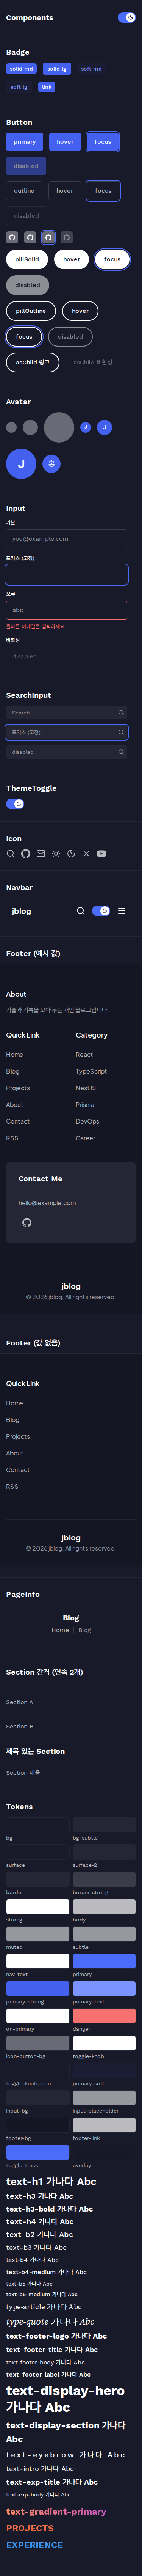 Components
Badge
solid md
solid lg
soft md
soft lg
link
Button
primary
hover
focus
disabled
outline
hover
focus
disabled
pillSolid
hover
focus
disabled
pillOutline
hover
focus
disabled
asChild 링크
asChild 비활성
Avatar
J
J
J
홍
Input
기본
you@example.com
포커스 (고정)
오류
abc
올바른 이메일을 입력하세요
비활성
disabled
SearchInput
Search
포커스 (고정)
disabled
ThemeToggle
Icon
Navbar
jblog
Footer (예시 값)
About
기술과 기록을 모아 두는 개인 블로그입니다.
Quick Link
Category
Home
React
Blog
TypeScript
Projects
NestJS
About
Prisma
Contact
DevOps
RSS
Career
Contact Me
hello@example.com
jblog
© 2026 jblog. All rights reserved.
Footer (값 없음)
Quick Link
Home
Blog
Projects
About
Contact
RSS
jblog
© 2026 jblog. All rights reserved.
PageInfo
Blog
Home | Blog
Section 간격 (연속 2개)
Section A
Section B
제목 있는 Section
Section 내용
Tokens
bg
bg-subtle
surface
surface-2
border
border-strong
strong
body
muted
subtle
nav-text
primary
primary-strong
primary-text
on-primary
danger
icon-button-bg
toggle-knob
toggle-knob-icon
primary-soft
input-bg
input-placeholder
footer-bg
footer-link
toggle-track
overlay
text-h1 가나다 Abc
text-h3 가나다 Abc
text-h3-bold 가나다 Abc
text-h4 가나다 Abc
text-b2 가나다 Abc
text-b3 가나다 Abc
text-b4 가나다 Abc
text-b4-medium 가나다 Abc
text-b5 가나다 Abc
text-b5-medium 가나다 Abc
type-article 가나다 Abc
type-quote 가나다 Abc
text-footer-logo 가나다 Abc
text-footer-title 가나다 Abc
text-footer-body 가나다 Abc
text-footer-label 가나다 Abc
text-display-hero
가나다 Abc
text-display-section 가나다
Abc
text-eyebrow 가나다 Abc
text-intro 가나다 Abc
text-exp-title 가나다 Abc
text-exp-body 가나다 Abc
text-gradient-primary
PROJECTS
EXPERIENCE